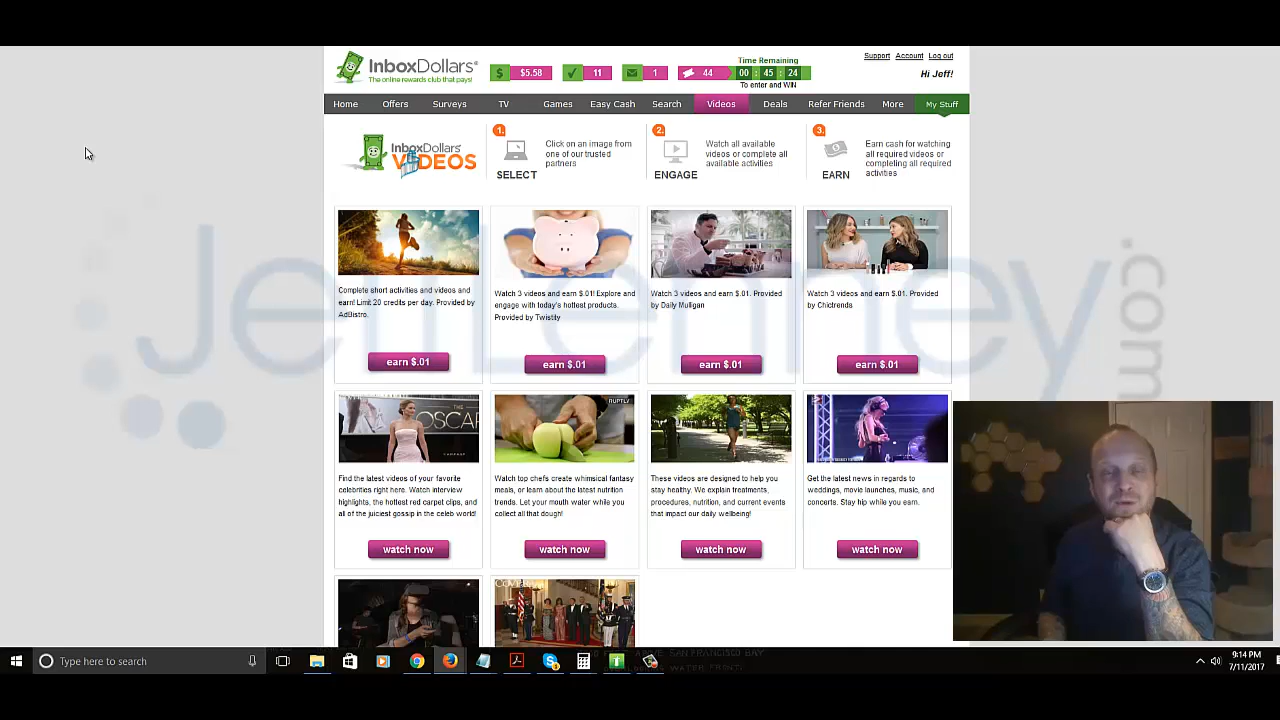 InboxDollars®
The online rewards club that pays!
$5.58
11
1
44
Time Remaining
00 : 45 : 24
To enter and WIN
Support Account Log out
Hi Jeff!
Home Offers Surveys TV Games Easy Cash Search Videos Deals Refer Friends More My Stuff
InboxDollars
VIDEOS
1.
SELECT
Click on an image from
one of our trusted
partners
2.
ENGAGE
Watch all available
videos or complete all
available activities
3.
EARN
Earn cash for watching
all required videos or
completing all required
activities
Complete short activities and videos and
earn! Limit 20 credits per day. Provided by
AdBistro.
earn $.01
Watch 3 videos and earn $.01! Explore and
engage with today's hottest products.
Provided by Twistity
earn $.01
Watch 3 videos and earn $.01. Provided
by Daily Mulligan
earn $.01
Watch 3 videos and earn $.01. Provided
by Chictrends
earn $.01
THE
OSCAR
Find the latest videos of your favorite
celebrities right here. Watch interview
highlights, the hottest red carpet clips, and
all of the juiciest gossip in the celeb world!
watch now
RUPTLY
Watch top chefs create whimsical fantasy
meals, or learn about the latest nutrition
trends. Let your mouth water while you
collect all that dough!
watch now
These videos are designed to help you
stay healthy. We explain treatments,
procedures, nutrition, and current events
that impact our daily wellbeing!
watch now
Get the latest news in regards to
weddings, movie launches, music, and
concerts. Stay hip while you earn.
watch now
JeffLenney
.com
Type here to search
SAN FRANCISCO BAY
WATER FRONT.
9:14 PM
7/11/2017